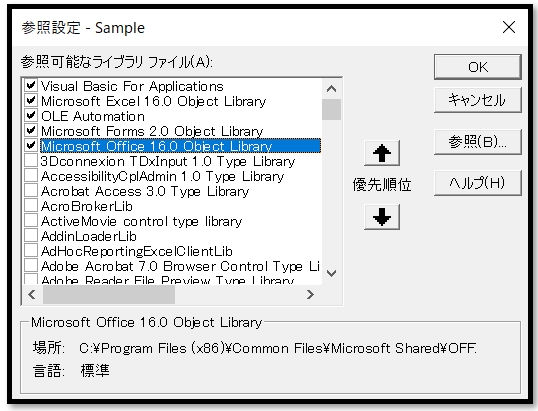 参照設定 - Sample
参照可能なライブラリ ファイル(A):
Visual Basic For Applications
Microsoft Excel 16.0 Object Library
OLE Automation
Microsoft Forms 2.0 Object Library
Microsoft Office 16.0 Object Library
3Dconnexion TDxInput 1.0 Type Library
AccessibilityCplAdmin 1.0 Type Library
Acrobat Access 3.0 Type Library
AcroBrokerLib
ActiveMovie control type library
AddinLoaderLib
AdHocReportingExcelClientLib
Adobe Acrobat 7.0 Browser Control Type Li
Adobe Reader File Preview Type Library
優先順位
OK
キャンセル
参照(B)...
ヘルプ(H)
Microsoft Office 16.0 Object Library
場所: C:¥Program Files (x86)¥Common Files¥Microsoft Shared¥OFF.
言語: 標準